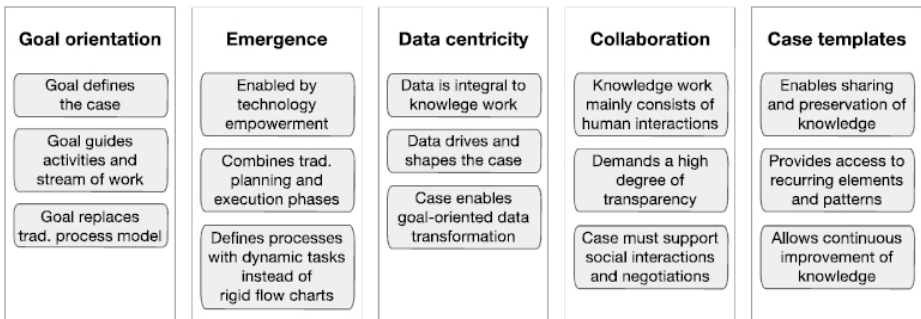 Goal orientation
Goal defines
the case
Goal guides
activities and
stream of work
Goal replaces
trad. process model
Emergence
Enabled by
technology
empowerment
Combines trad.
planning and
execution phases
Defines processes
with dynamic tasks
instead of
rigid flow charts
Data centricity
Data is integral to
knowlege work
Data drives and
shapes the case
Case enables
goal-oriented data
transformation
Collaboration
Knowledge work
mainly consists of
human interactions
Demands a high
degree of
transparency
Case must support
social interactions
and negotiations
Case templates
Enables sharing
and preservation of
knowledge
Provides access to
recurring elements
and patterns
Allows continuous
improvement of
knowledge